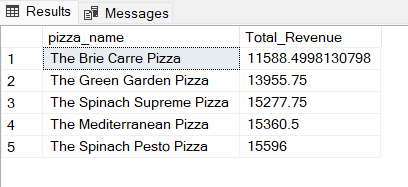 Results Messages
pizza_name Total_Revenue
1 The Brie Carre Pizza 11588.4998130798
2 The Green Garden Pizza 13955.75
3 The Spinach Supreme Pizza 15277.75
4 The Mediterranean Pizza 15360.5
5 The Spinach Pesto Pizza 15596